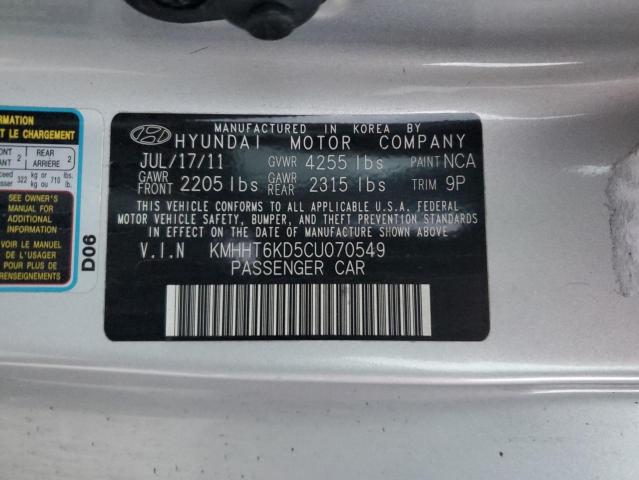 MANUFACTURED IN KOREA BY
HYUNDAI MOTOR COMPANY
JUL/17/11 GVWR 4255 lbs PAINT NCA
GAWR FRONT 2205 lbs GAWR REAR 2315 lbs TRIM 9P
THIS VEHICLE CONFORMS TO ALL APPLICABLE U.S.A. FEDERAL
MOTOR VEHICLE SAFETY, BUMPER, AND THEFT PREVENTION STANDARDS
IN EFFECT ON THE DATE OF MANUFACTURE SHOWN ABOVE.
V.I.N KMHHT6KD5CU070549
PASSENGER CAR
LE CHARGEMENT
2 REAR ARRIÈRE 2
322 kg or kg ou 710 lbs.
SEE OWNER'S
MANUAL FOR
ADDITIONAL
INFORMATION
VOIR LE MANUEL
DE L'USAGER
POUR PLUS DE
RENSEIGNEMENTS
D06